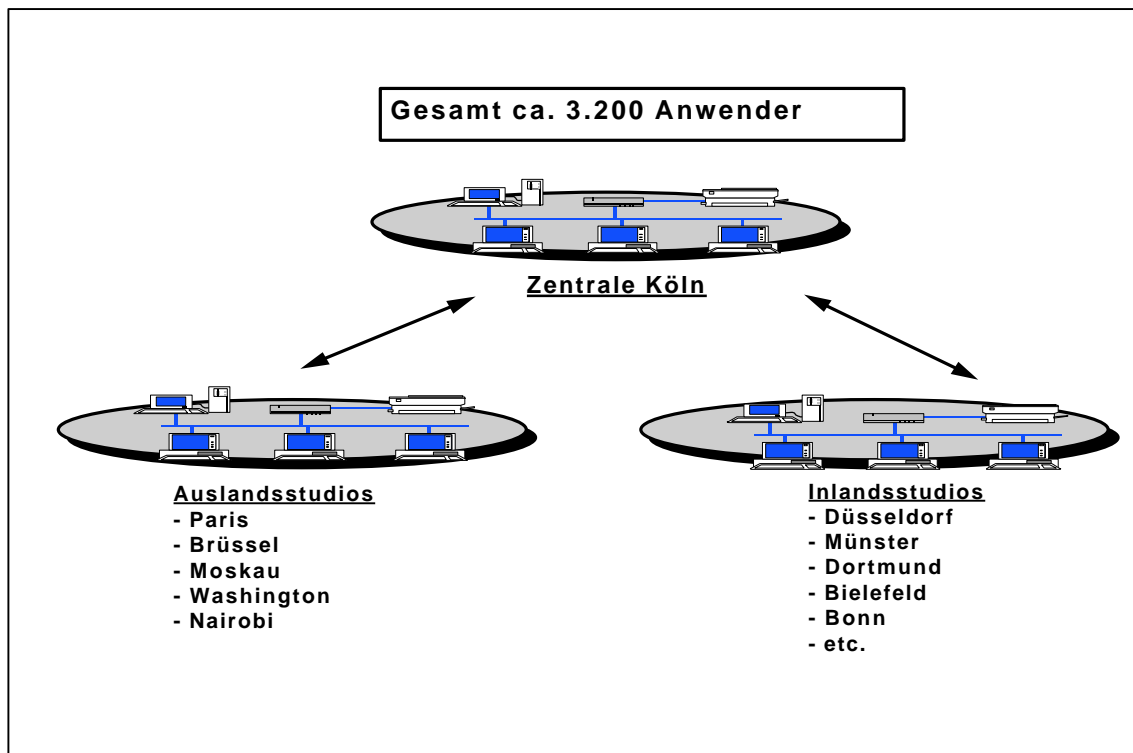 Gesamt ca. 3.200 Anwender
Zentrale Köln
Auslandsstudios
- Paris
- Brüssel
- Moskau
- Washington
- Nairobi
Inlandsstudios
- Düsseldorf
- Münster
- Dortmund
- Bielefeld
- Bonn
- etc.